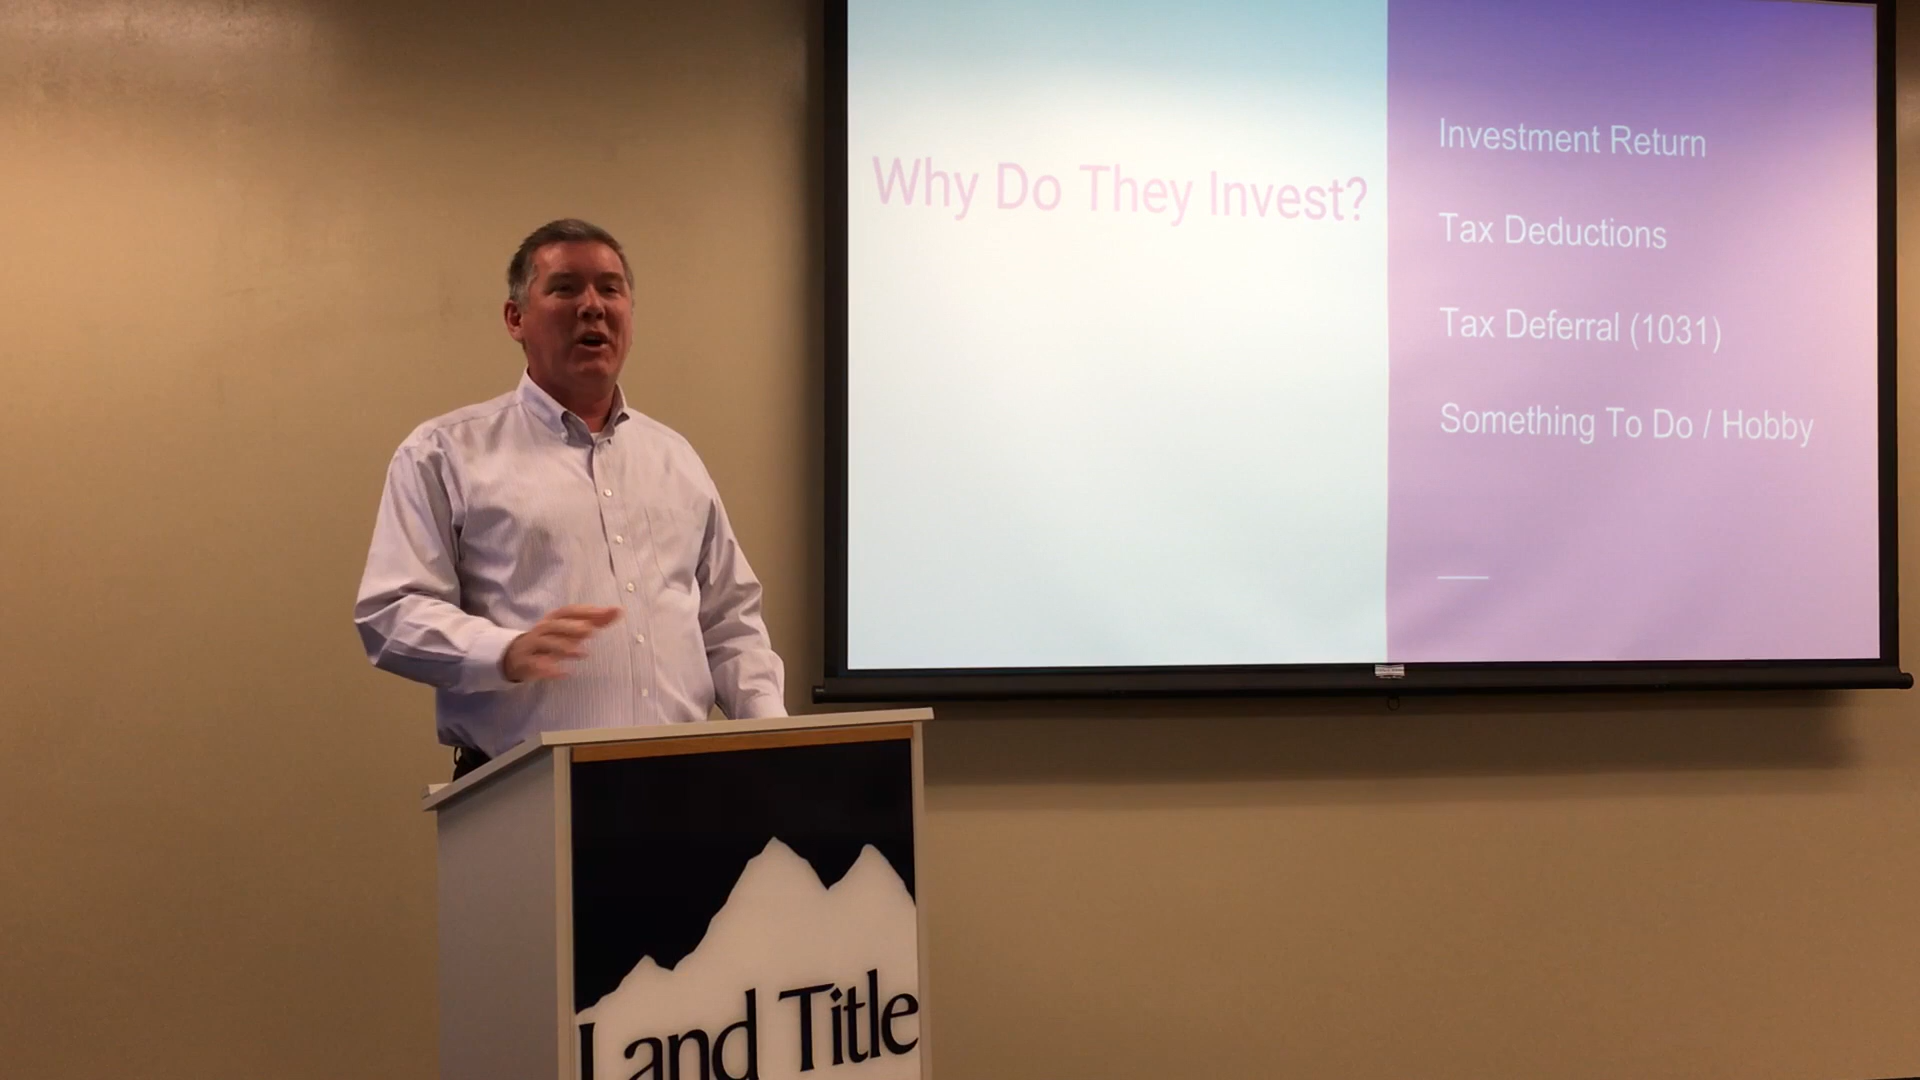 Why Do They Invest?
Investment Return
Tax Deductions
Tax Deferral (1031)
Something To Do / Hobby
Land Title